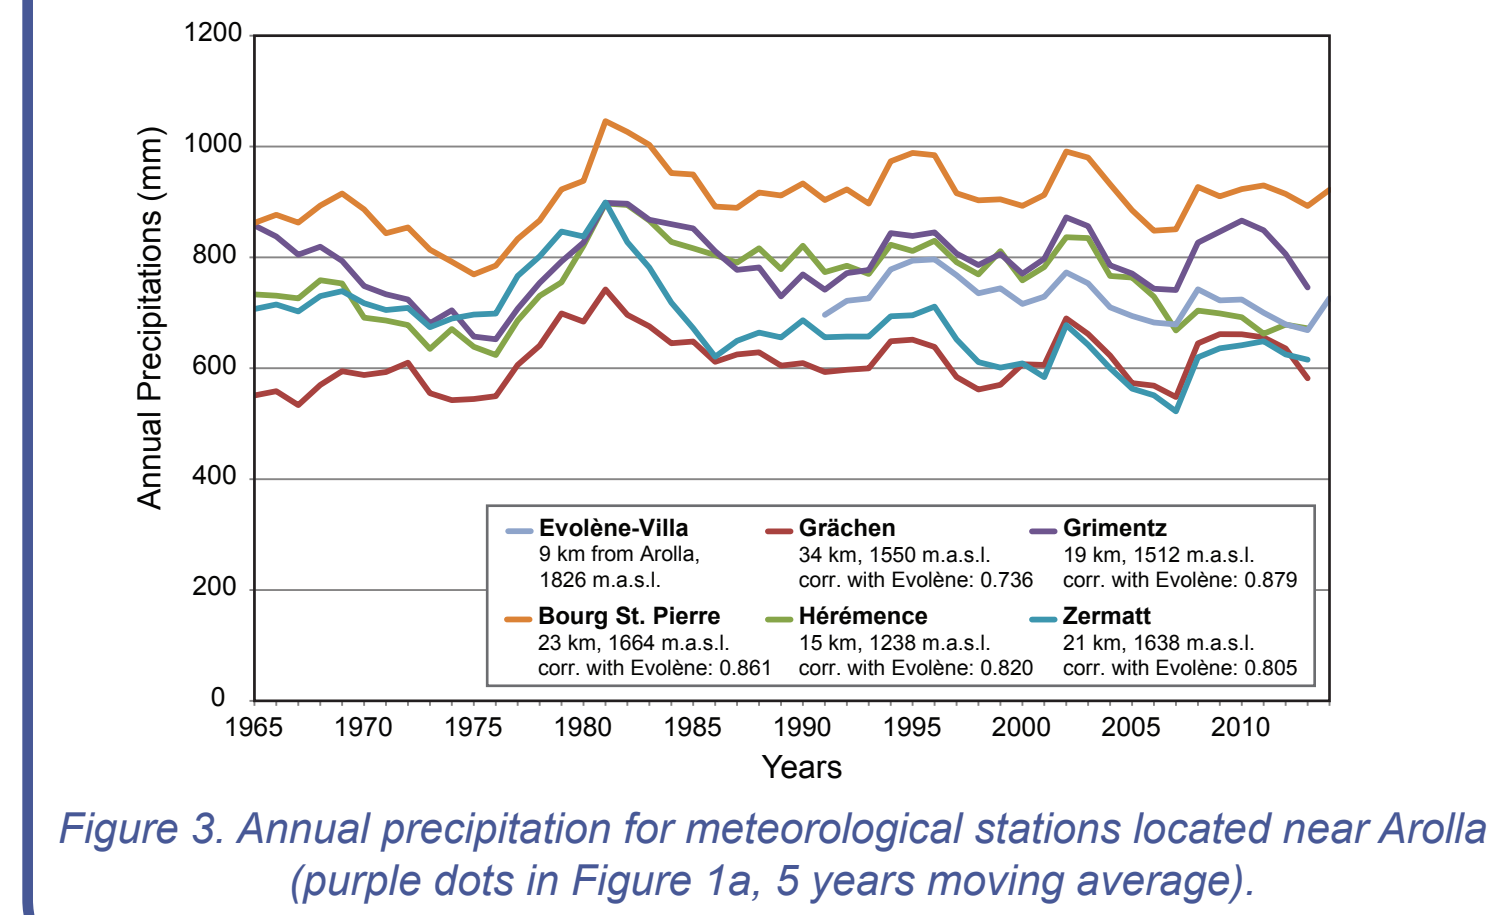 1200
1000
800
600
400
200
0
Annual Precipitations (mm)
Evolène-Villa
9 km from Arolla,
1826 m.a.s.l.
Grächen
34 km, 1550 m.a.s.l.
corr. with Evolène: 0.736
Grimentz
19 km, 1512 m.a.s.l.
corr. with Evolène: 0.879
Bourg St. Pierre
23 km, 1664 m.a.s.l.
corr. with Evolène: 0.861
Hérémence
15 km, 1238 m.a.s.l.
corr. with Evolène: 0.820
Zermatt
21 km, 1638 m.a.s.l.
corr. with Evolène: 0.805
1965 1970 1975 1980 1985 1990 1995 2000 2005 2010
Years
Figure 3. Annual precipitation for meteorological stations located near Arolla
(purple dots in Figure 1a, 5 years moving average).